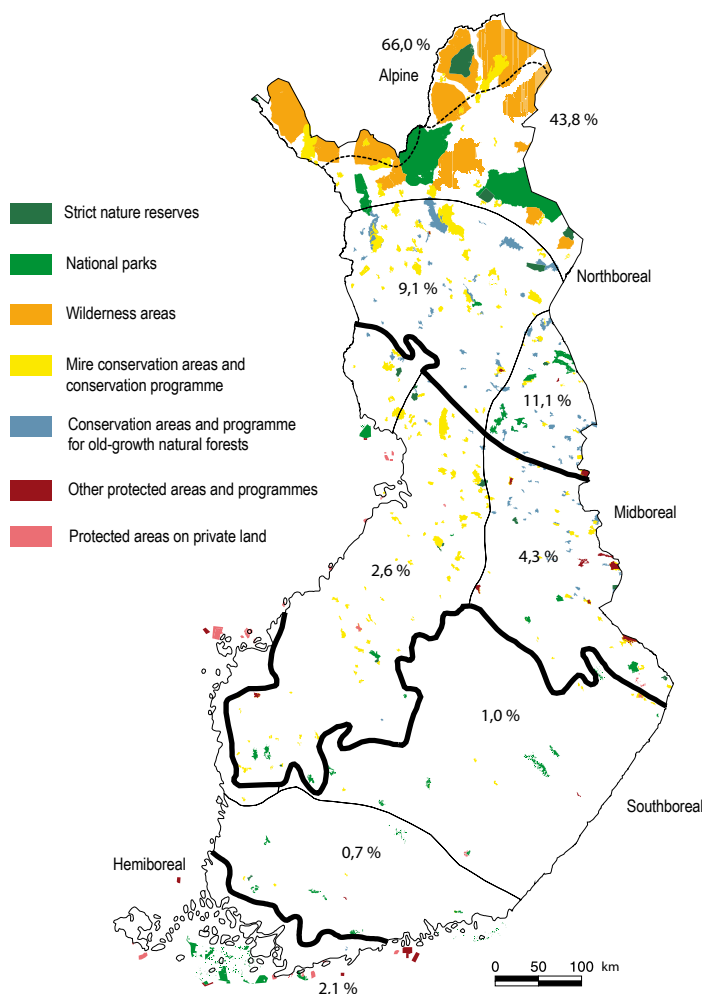 66,0 %
Alpine
43,8 %
Strict nature reserves
National parks
Northboreal
9,1 %
Wilderness areas
Mire conservation areas and
conservation programme
11,1 %
Conservation areas and programme
for old-growth natural forests
Other protected areas and programmes
Midboreal
Protected areas on private land
4,3 %
2,6 %
1,0 %
Southboreal
0,7 %
Hemiboreal
0 50 100 km
2,1 %